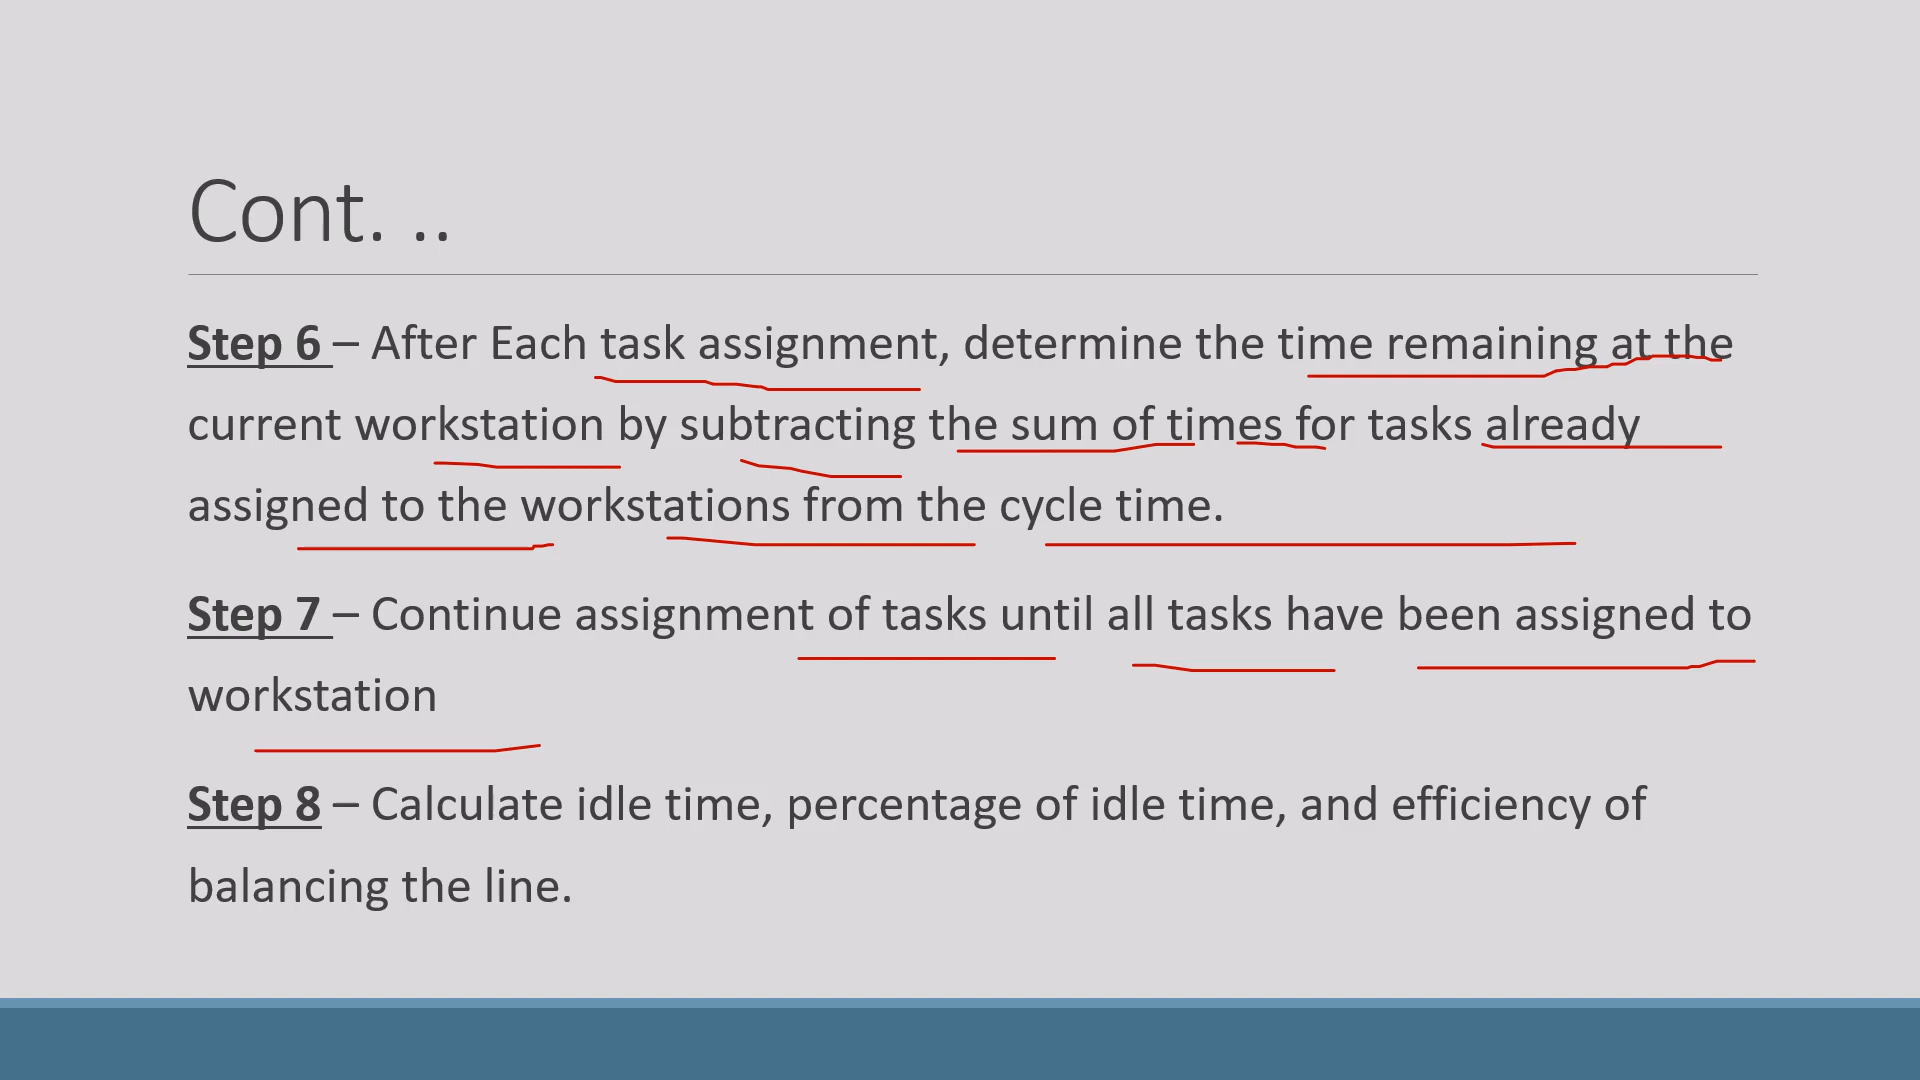 Cont. ..
Step 6 – After Each task assignment, determine the time remaining at the
current workstation by subtracting the sum of times for tasks already
assigned to the workstations from the cycle time.
Step 7 – Continue assignment of tasks until all tasks have been assigned to
workstation
Step 8 – Calculate idle time, percentage of idle time, and efficiency of
balancing the line.